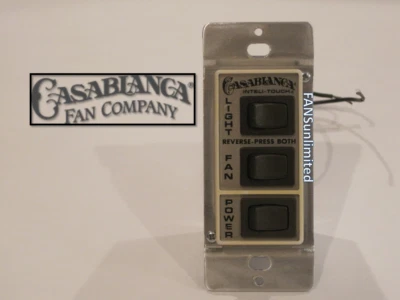 CASABLANCA®
FAN COMPANY
CASABLANCA
INTELI-TOUCH
LIGHT
REVERSE-PRESS BOTH
FAN
POWER
FANSunlimited